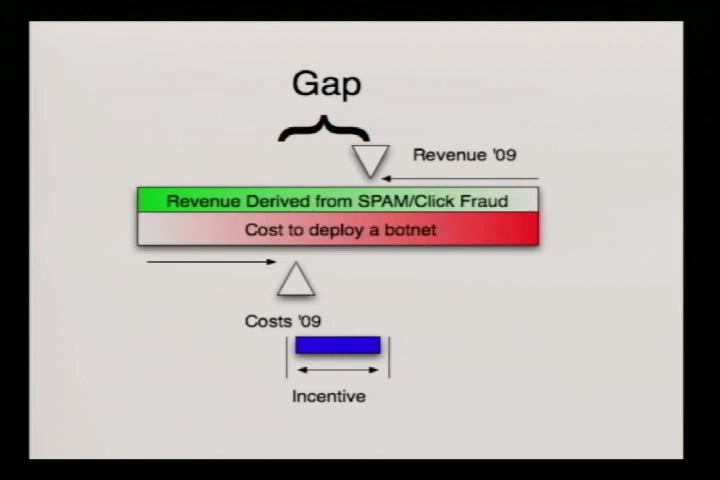 Gap
Revenue '09
Revenue Derived from SPAM/Click Fraud
Cost to deploy a botnet
Costs '09
Incentive